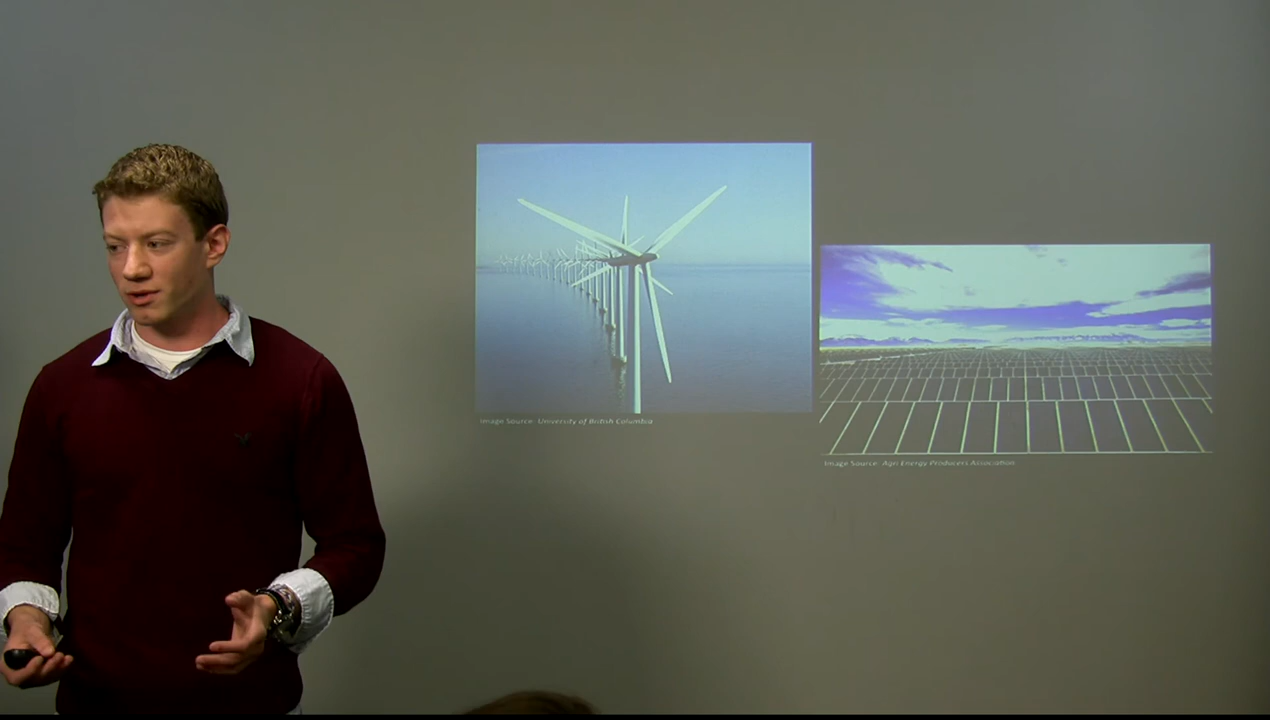 Image Source: University of British Columbia
Image Source: Agri Energy Producers Association